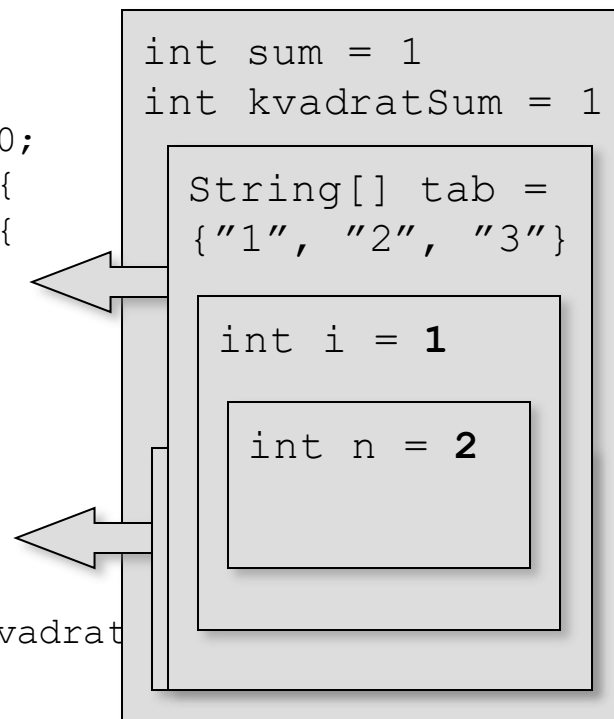 int sum = 1
int kvadratSum = 1
0;
{
{
String[] tab =
{"1", "2", "3"}
int i = 1
int n = 2
vadrat